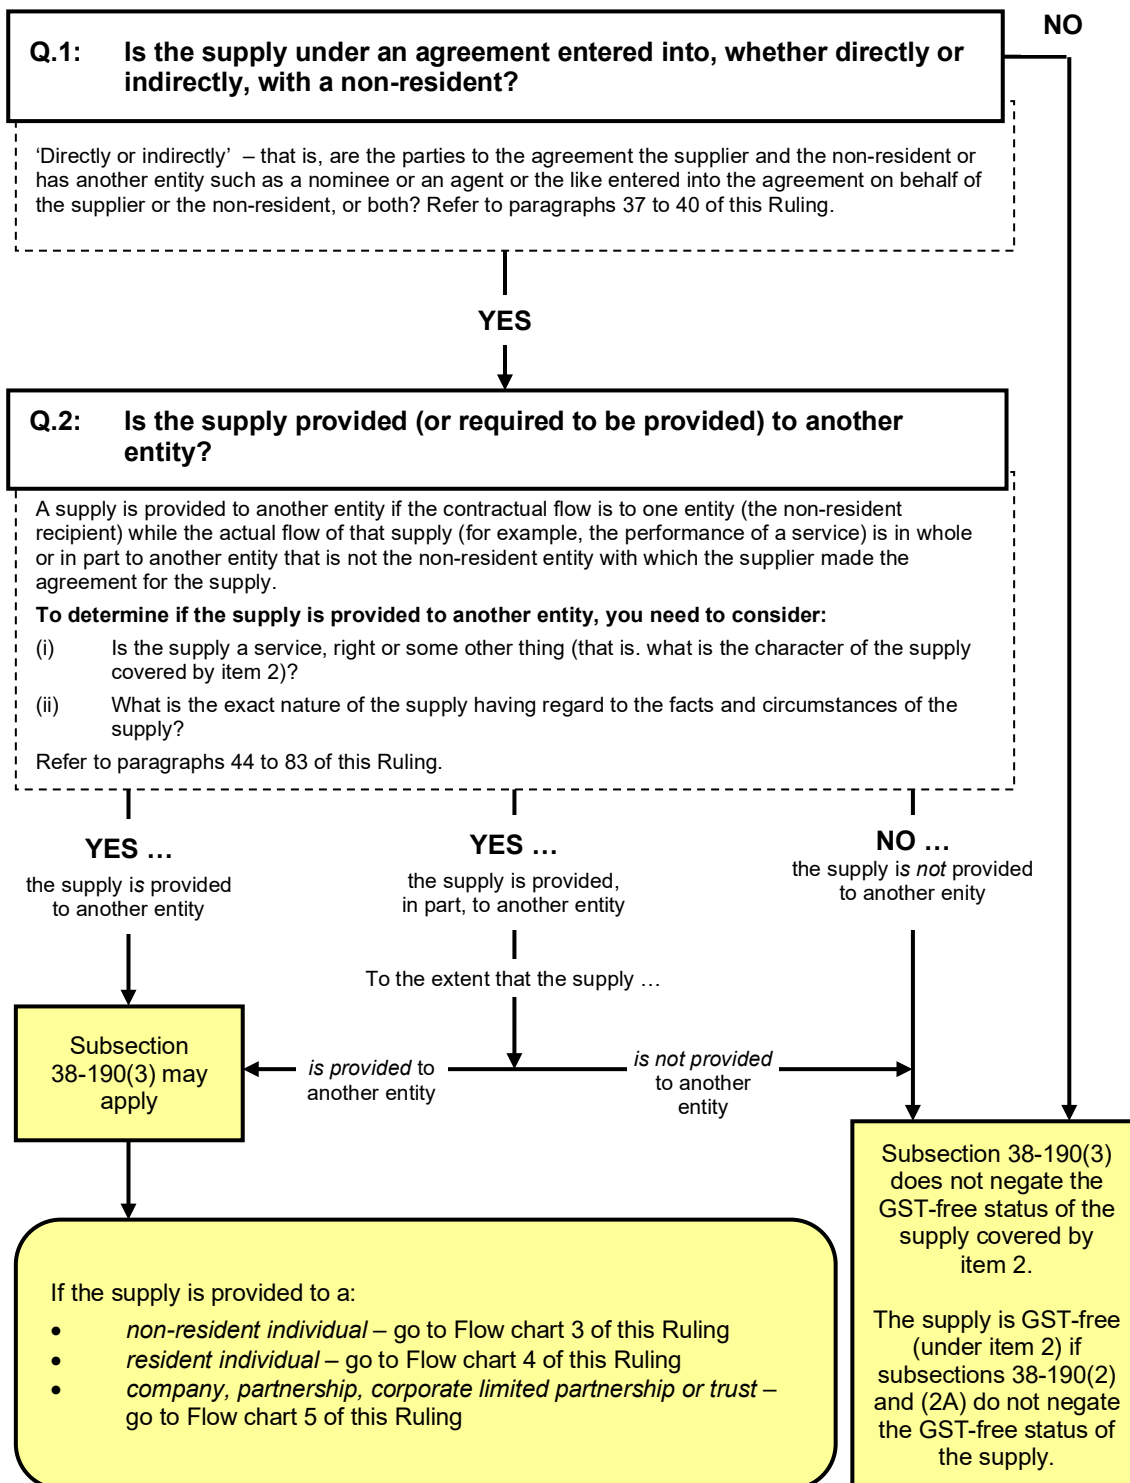 NO
Q.1: Is the supply under an agreement entered into, whether directly or
indirectly, with a non-resident?
‘Directly or indirectly’ – that is, are the parties to the agreement the supplier and the non-resident or
has another entity such as a nominee or an agent or the like entered into the agreement on behalf of
the supplier or the non-resident, or both? Refer to paragraphs 37 to 40 of this Ruling.
YES
Q.2: Is the supply provided (or required to be provided) to another
entity?
A supply is provided to another entity if the contractual flow is to one entity (the non-resident
recipient) while the actual flow of that supply (for example, the performance of a service) is in whole
or in part to another entity that is not the non-resident entity with which the supplier made the
agreement for the supply.
To determine if the supply is provided to another entity, you need to consider:
(i) Is the supply a service, right or some other thing (that is. what is the character of the supply
covered by item 2)?
(ii) What is the exact nature of the supply having regard to the facts and circumstances of the
supply?
Refer to paragraphs 44 to 83 of this Ruling.
YES …
the supply is provided
to another entity
YES …
the supply is provided,
in part, to another entity
NO …
the supply is not provided
to another enity
To the extent that the supply …
Subsection
38-190(3) may
apply
is provided to
another entity
is not provided
to another
entity
Subsection 38-190(3)
does not negate the
GST-free status of the
supply covered by
item 2.
The supply is GST-free
(under item 2) if
subsections 38-190(2)
and (2A) do not negate
the GST-free status of
the supply.
If the supply is provided to a:
• non-resident individual – go to Flow chart 3 of this Ruling
• resident individual – go to Flow chart 4 of this Ruling
• company, partnership, corporate limited partnership or trust –
go to Flow chart 5 of this Ruling